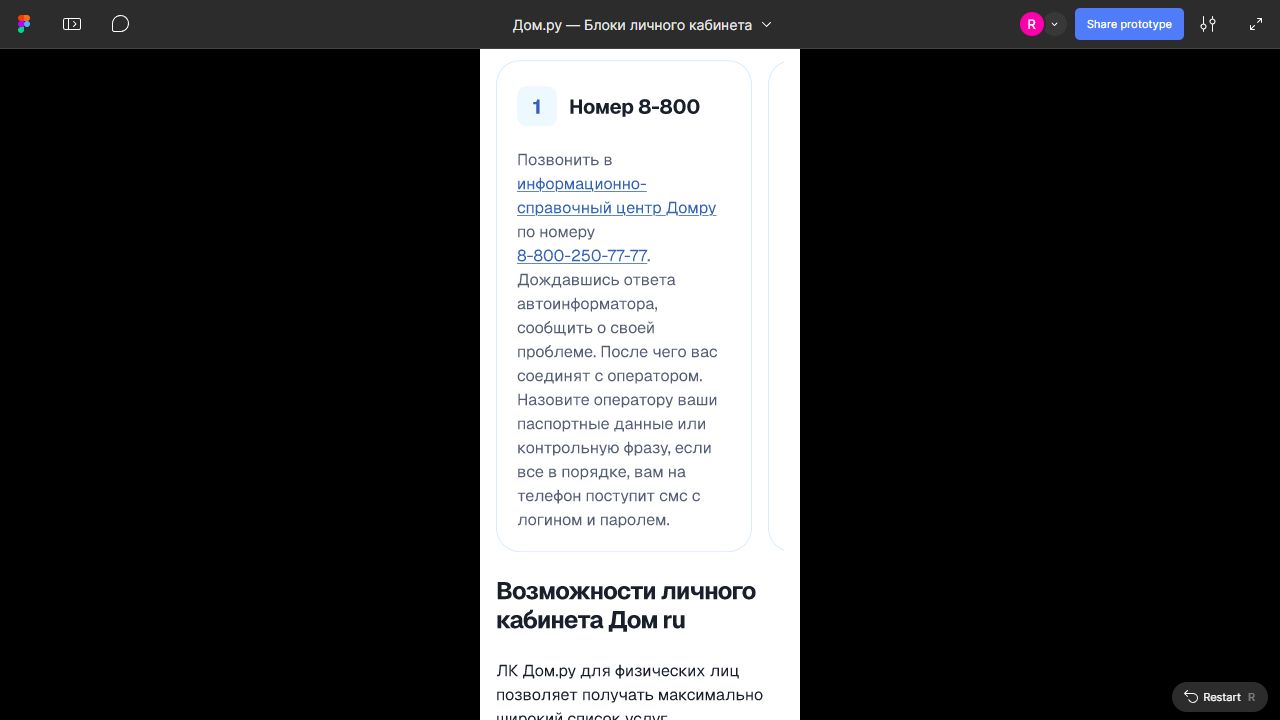 Дом.ру — Блоки личного кабинета
R
Share prototype
1
Номер 8-800
Позвонить в
информационно-
справочный центр Домру
по номеру
8-800-250-77-77.
Дождавшись ответа
автоинформатора,
сообщить о своей
проблеме. После чего вас
соединят с оператором.
Назовите оператору ваши
паспортные данные или
контрольную фразу, если
все в порядке, вам на
телефон поступит смс с
логином и паролем.
Возможности личного
кабинета Дом ru
ЛК Дом.ру для физических лиц
позволяет получать максимально
широкий список услуг
Restart R